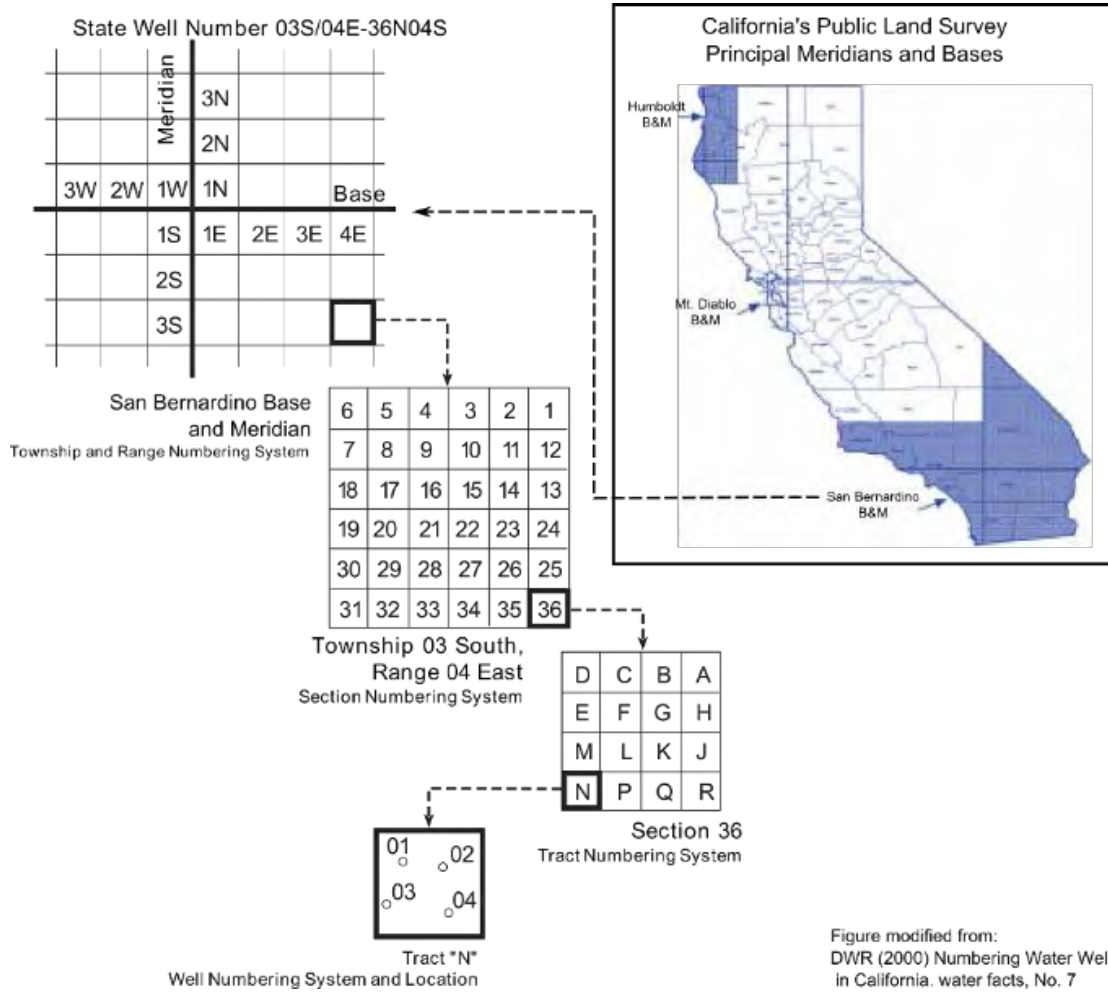 State Well Number 03S/04E-36N04S
Meridian
3N
2N
3W 2W 1W 1N Base
1S 1E 2E 3E 4E
2S
3S
San Bernardino Base
and Meridian
Township and Range Numbering System
6 5 4 3 2 1
7 8 9 10 11 12
18 17 16 15 14 13
19 20 21 22 23 24
30 29 28 27 26 25
31 32 33 34 35 36
Township 03 South,
Range 04 East
Section Numbering System
D C B A
E F G H
M L K J
N P Q R
Section 36
Tract Numbering System
01 02
03 04
Tract "N"
Well Numbering System and Location
California's Public Land Survey
Principal Meridians and Bases
Humboldt
B&M
Mt. Diablo
B&M
San Bernardino
B&M
Figure modified from:
DWR (2000) Numbering Water Wel
in California. water facts, No. 7